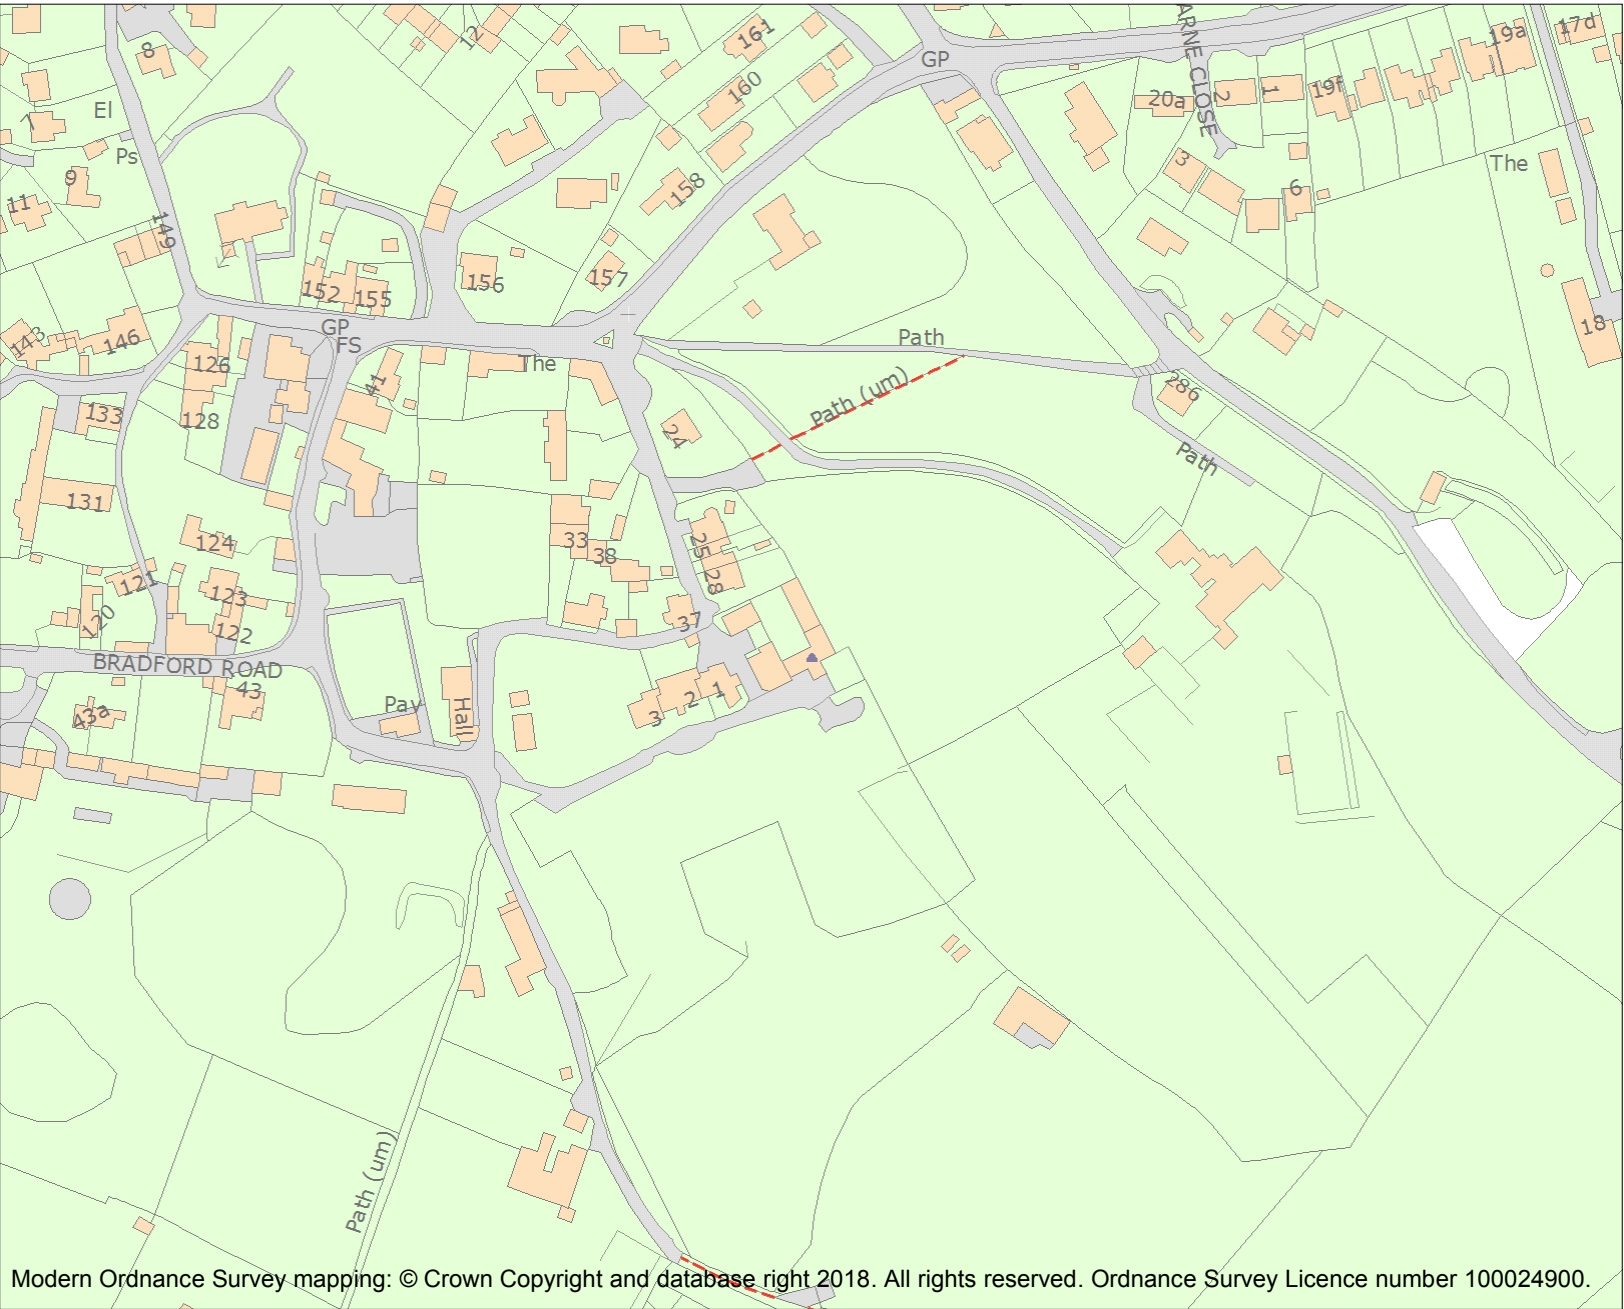 8
12
161
GP
ARNE CLOSE
19a
17d
160
20a
2
1
19f
El
7
Ps
3
The
9
158
6
11
149
156
157
152
155
18
143
146
GP
FS
The
Path
126
41
Path (um)
286
133
128
24
Path
131
124
33
38
25
28
121
123
120
122
37
BRADFORD ROAD
43
43a
Pav
Hall
3
2
1
Path (um)
Modern Ordnance Survey mapping: © Crown Copyright and database right 2018. All rights reserved. Ordnance Survey Licence number 100024900.